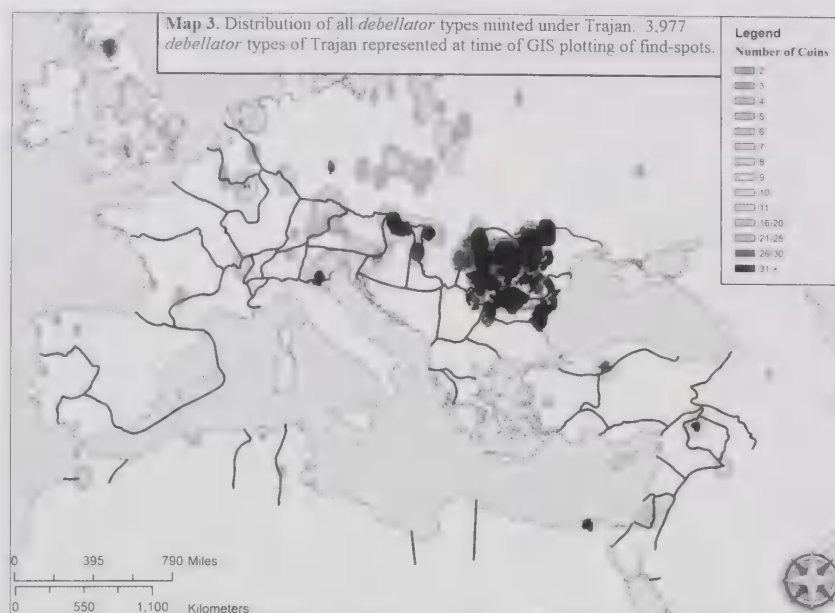 Map 3. Distribution of all debellator types minted under Trajan. 3,977
debellator types of Trajan represented at time of GIS plotting of find-spots.
Legend
Number of Coins
2
3
4
5
6
7
8
9
10
11
16-20
21-25
26-30
31 +
0 395 790 Miles
0 550 1,100 Kilometers